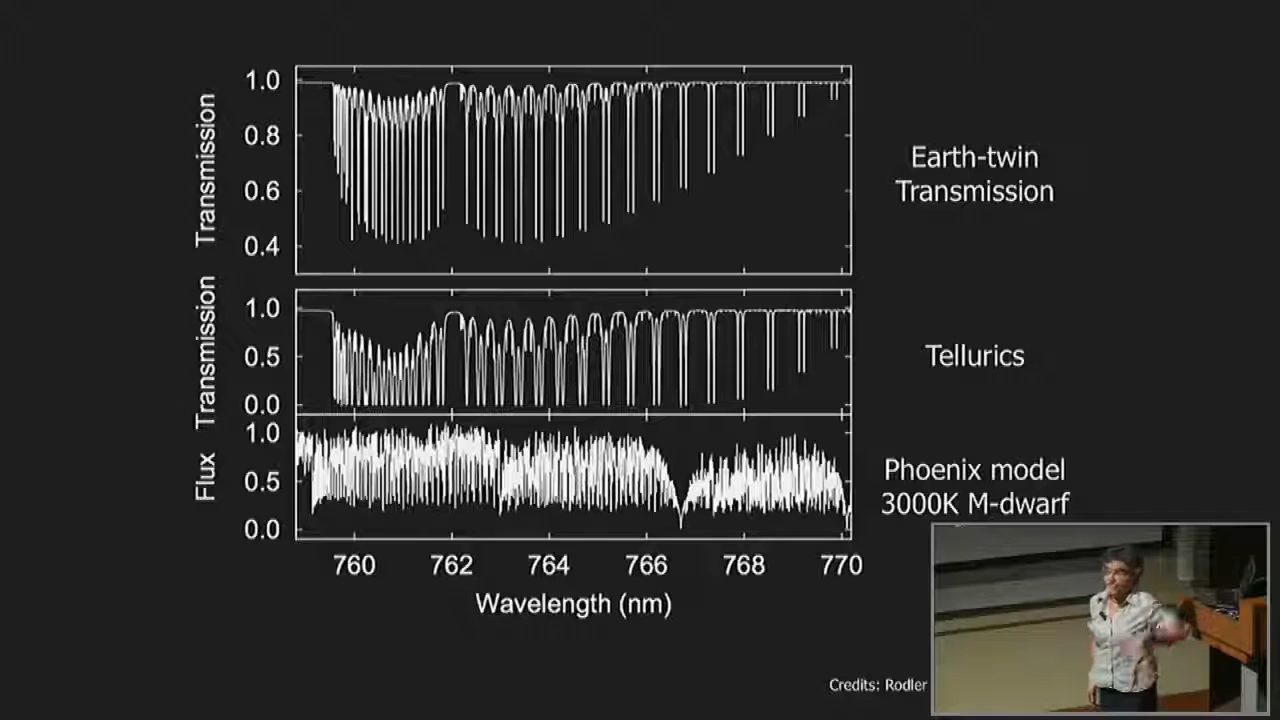 1.0
0.8
0.6
0.4
Transmission
Earth-twin
Transmission
1.0
0.5
0.0
Transmission
Tellurics
1.0
0.5
0.0
Flux
Phoenix model
3000K M-dwarf
760 762 764 766 768 770
Wavelength (nm)
Credits: Rodler